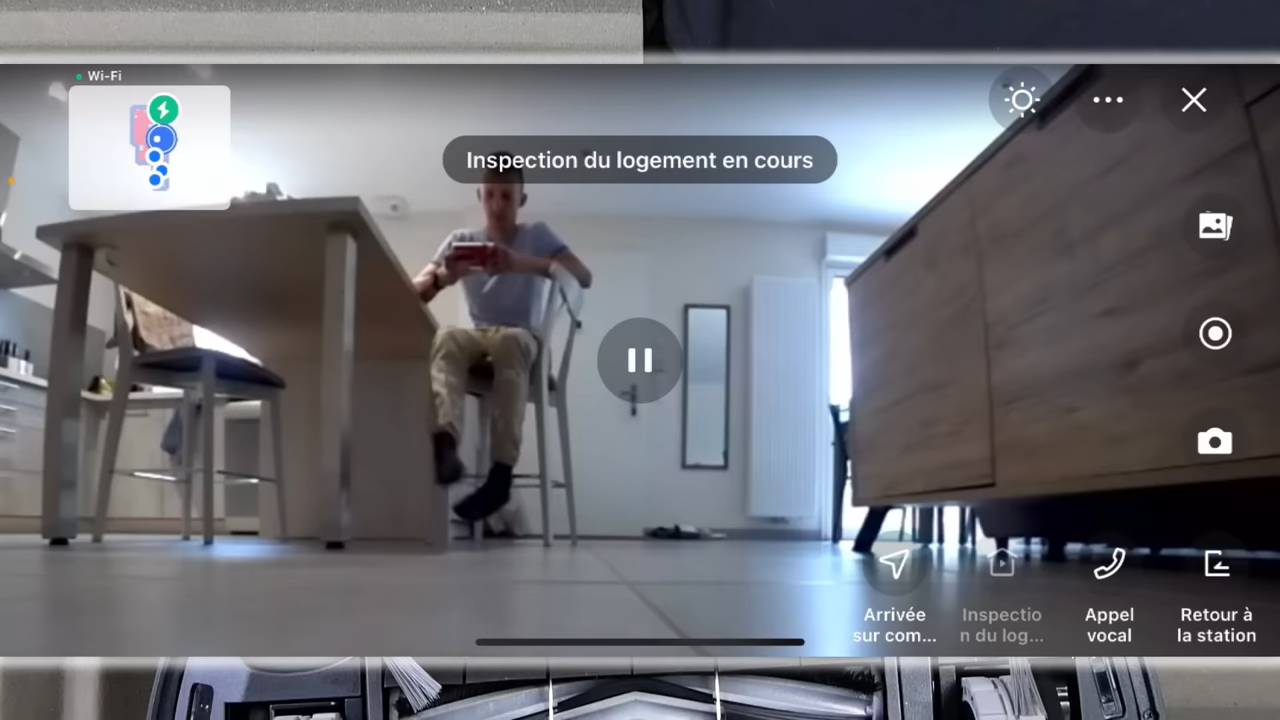 Wi-Fi
Inspection du logement en cours
Arrivée
sur com...
Inspectio
n du log...
Appel
vocal
Retour à
la station